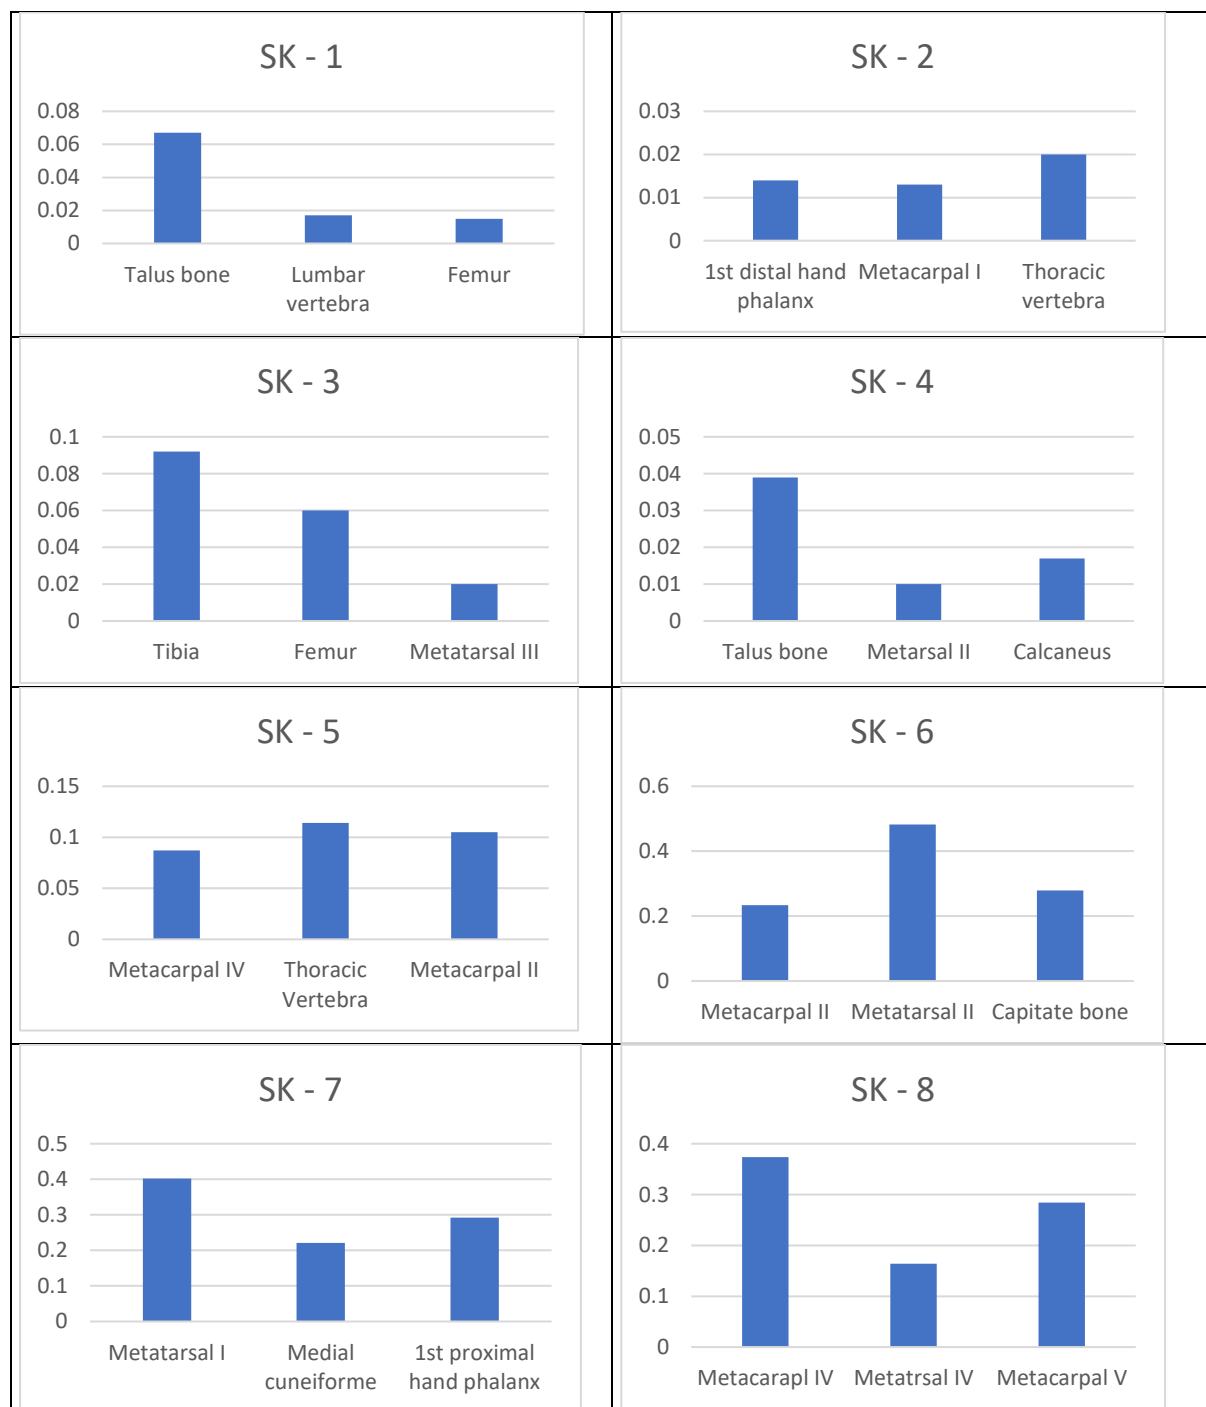 SK - 1
0.08
0.06
0.04
0.02
0
Talus bone
Lumbar
vertebra
Femur
SK - 2
0.03
0.02
0.01
0
1st distal hand
phalanx
Metacarpal I
Thoracic
vertebra
SK - 3
0.1
0.08
0.06
0.04
0.02
0
Tibia
Femur
Metatarsal III
SK - 4
0.05
0.04
0.03
0.02
0.01
0
Talus bone
Metarsal II
Calcaneus
SK - 5
0.15
0.1
0.05
0
Metacarpal IV
Thoracic
Vertebra
Metacarpal II
SK - 6
0.6
0.4
0.2
0
Metacarpal II
Metatarsal II
Capitate bone
SK - 7
0.5
0.4
0.3
0.2
0.1
0
Metatarsal I
Medial
cuneiforme
1st proximal
hand phalanx
SK - 8
0.4
0.3
0.2
0.1
0
Metacarapl IV
Metatrsal IV
Metacarpal V